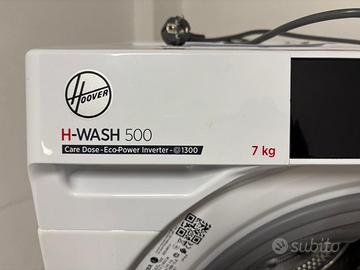 HOOVER
H-WASH 500
Care Dose - Eco-Power Inverter - 1300
7 kg
subito